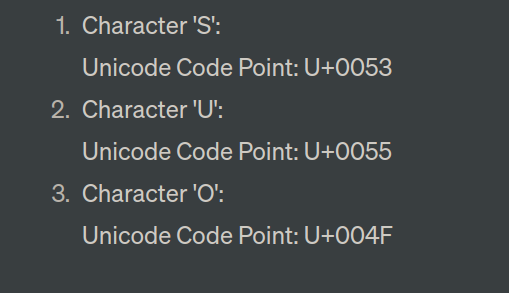 1. Character 'S':
Unicode Code Point: U+0053
2. Character 'U':
Unicode Code Point: U+0055
3. Character 'O':
Unicode Code Point: U+004F